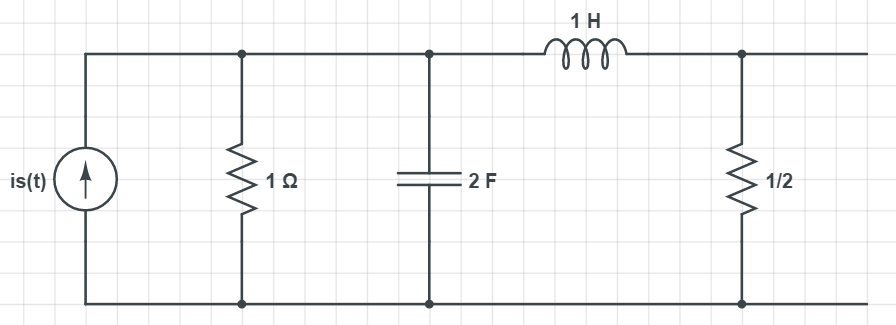 1 H
is(t)
1 Ω
2 F
1/2